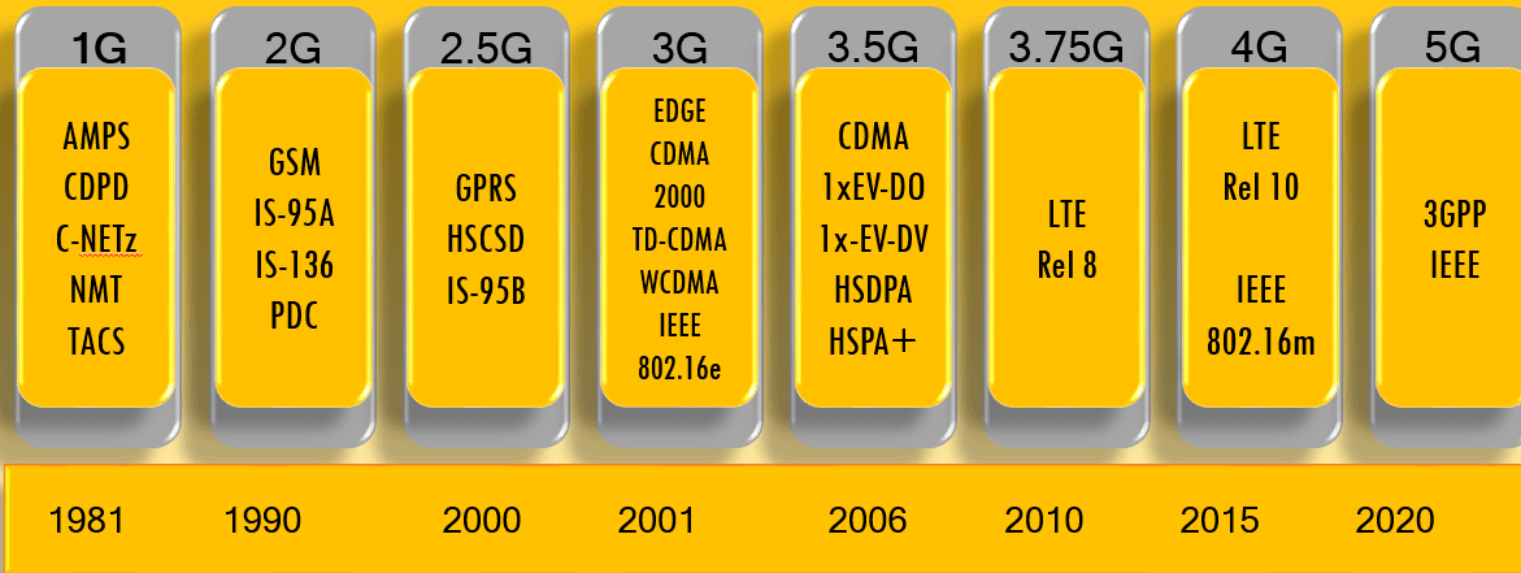 1G
AMPS
CDPD
C-NETz
NMT
TACS
2G
GSM
IS-95A
IS-136
PDC
2.5G
GPRS
HSCSD
IS-95B
3G
EDGE
CDMA
2000
TD-CDMA
WCDMA
IEEE
802.16e
3.5G
CDMA
1xEV-DO
1x-EV-DV
HSDPA
HSPA+
3.75G
LTE
Rel 8
4G
LTE
Rel 10
IEEE
802.16m
5G
3GPP
IEEE
1981 1990 2000 2001 2006 2010 2015 2020